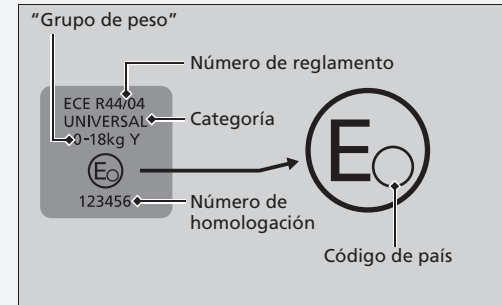 “Grupo de peso”
Número de reglamento
ECE R44/04
UNIVERSAL
Categoría
0-18kg Y
E
E
123456
Número de
homologación
Código de país